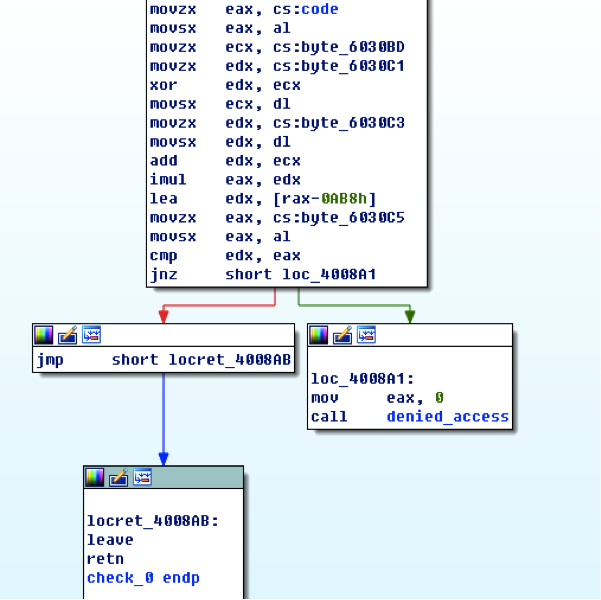 movzx eax, cs:code
movsx eax, al
movzx ecx, cs:byte_6030BD
movzx edx, cs:byte_6030C1
xor edx, ecx
movsx ecx, dl
movzx edx, cs:byte_6030C3
movsx edx, dl
add edx, ecx
imul eax, edx
lea edx, [rax-0AB8h]
movzx eax, cs:byte_6030C5
movsx eax, al
cmp edx, eax
jnz short loc_4008A1
jmp short locret_4008AB
loc_4008A1:
mov eax, 0
call denied_access
locret_4008AB:
leave
retn
check_0 endp